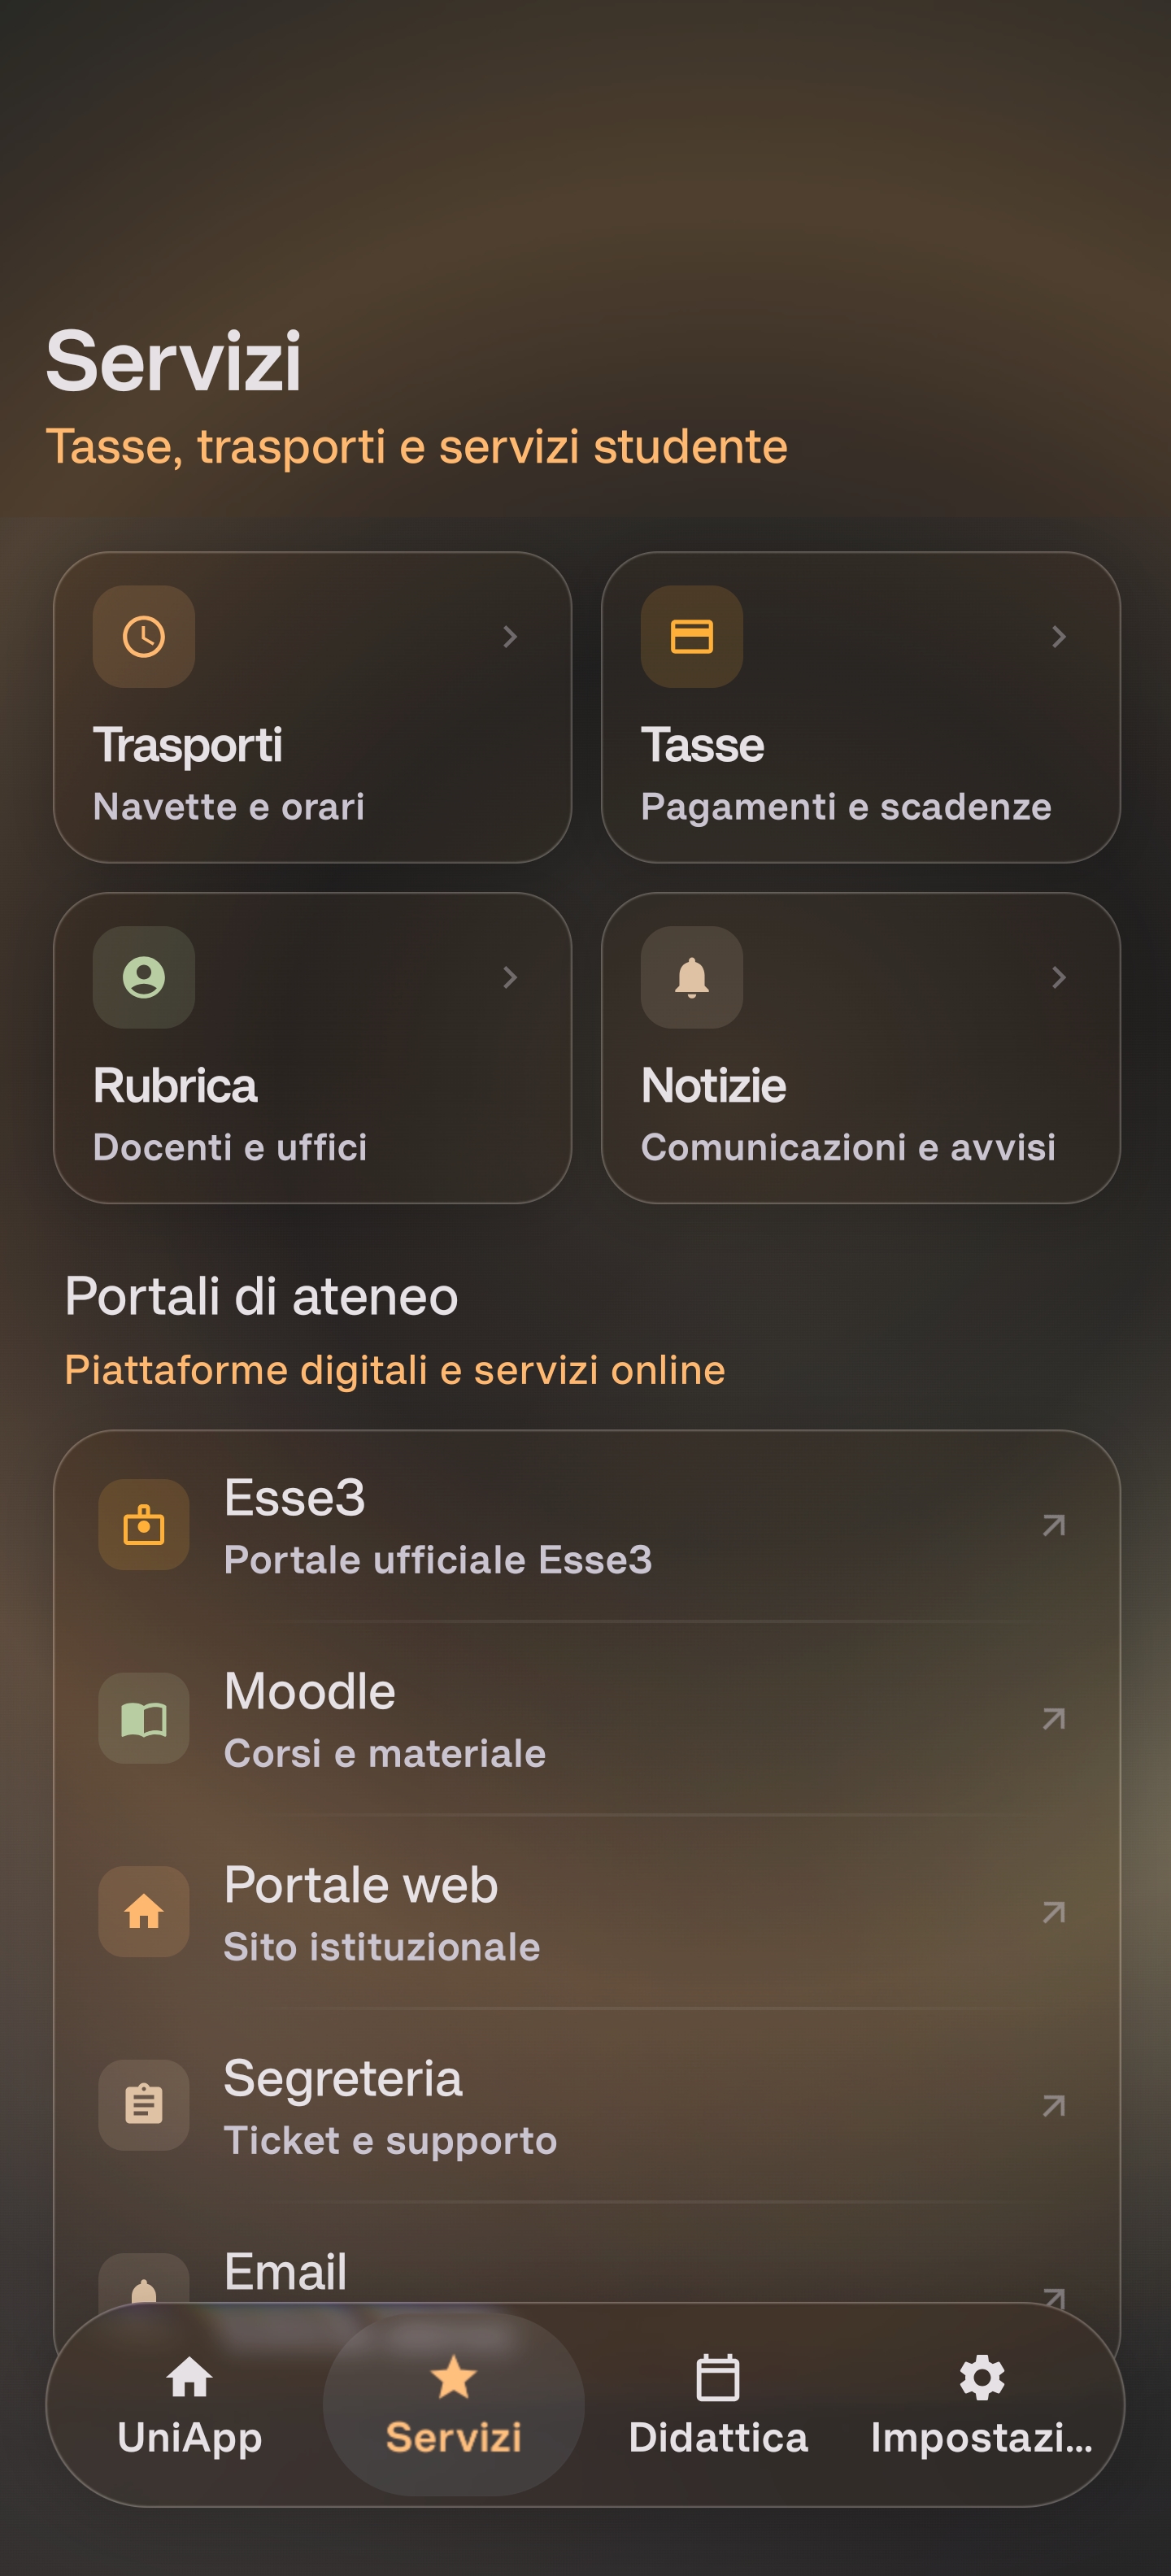 Servizi
Tasse, trasporti e servizi studente
Trasporti
Navette e orari
Tasse
Pagamenti e scadenze
Rubrica
Docenti e uffici
Notizie
Comunicazioni e avvisi
Portali di ateneo
Piattaforme digitali e servizi online
Esse3
Portale ufficiale Esse3
Moodle
Corsi e materiale
Portale web
Sito istituzionale
Segreteria
Ticket e supporto
Email
UniApp
Servizi
Didattica
Impostazi...